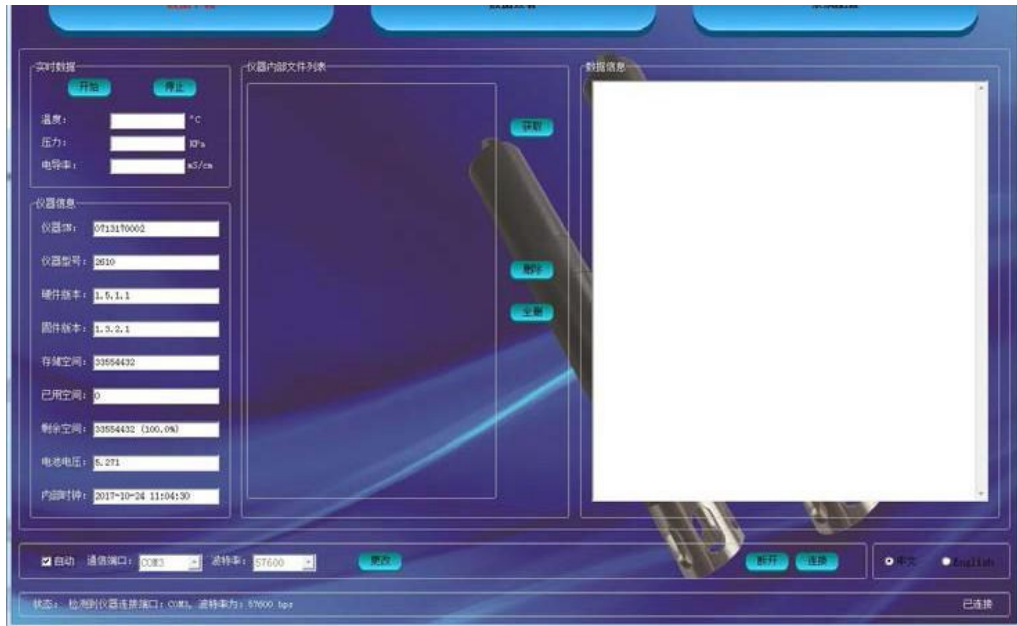 实时数据
仪器内部文件列表
数据信息
开始 停止
温度： °C
压力： KPa
电导率： mS/cm
获取
删除
全删
仪器信息
仪器SN： 0713170002
仪器型号： 2610
硬件版本： 1.5.1.1
固件版本： 1.3.2.1
存储空间： 33554432
已用空间： 0
剩余空间： 33554432 (100.0%)
电池电压： 5.271
内部时钟： 2017-10-24 11:04:30
自动 通信端口： COM3 波特率： 57600 更改 断开 连接 中文 English
状态： 检测到仪器连接端口：COM3，波特率为：57600 bps 已连接